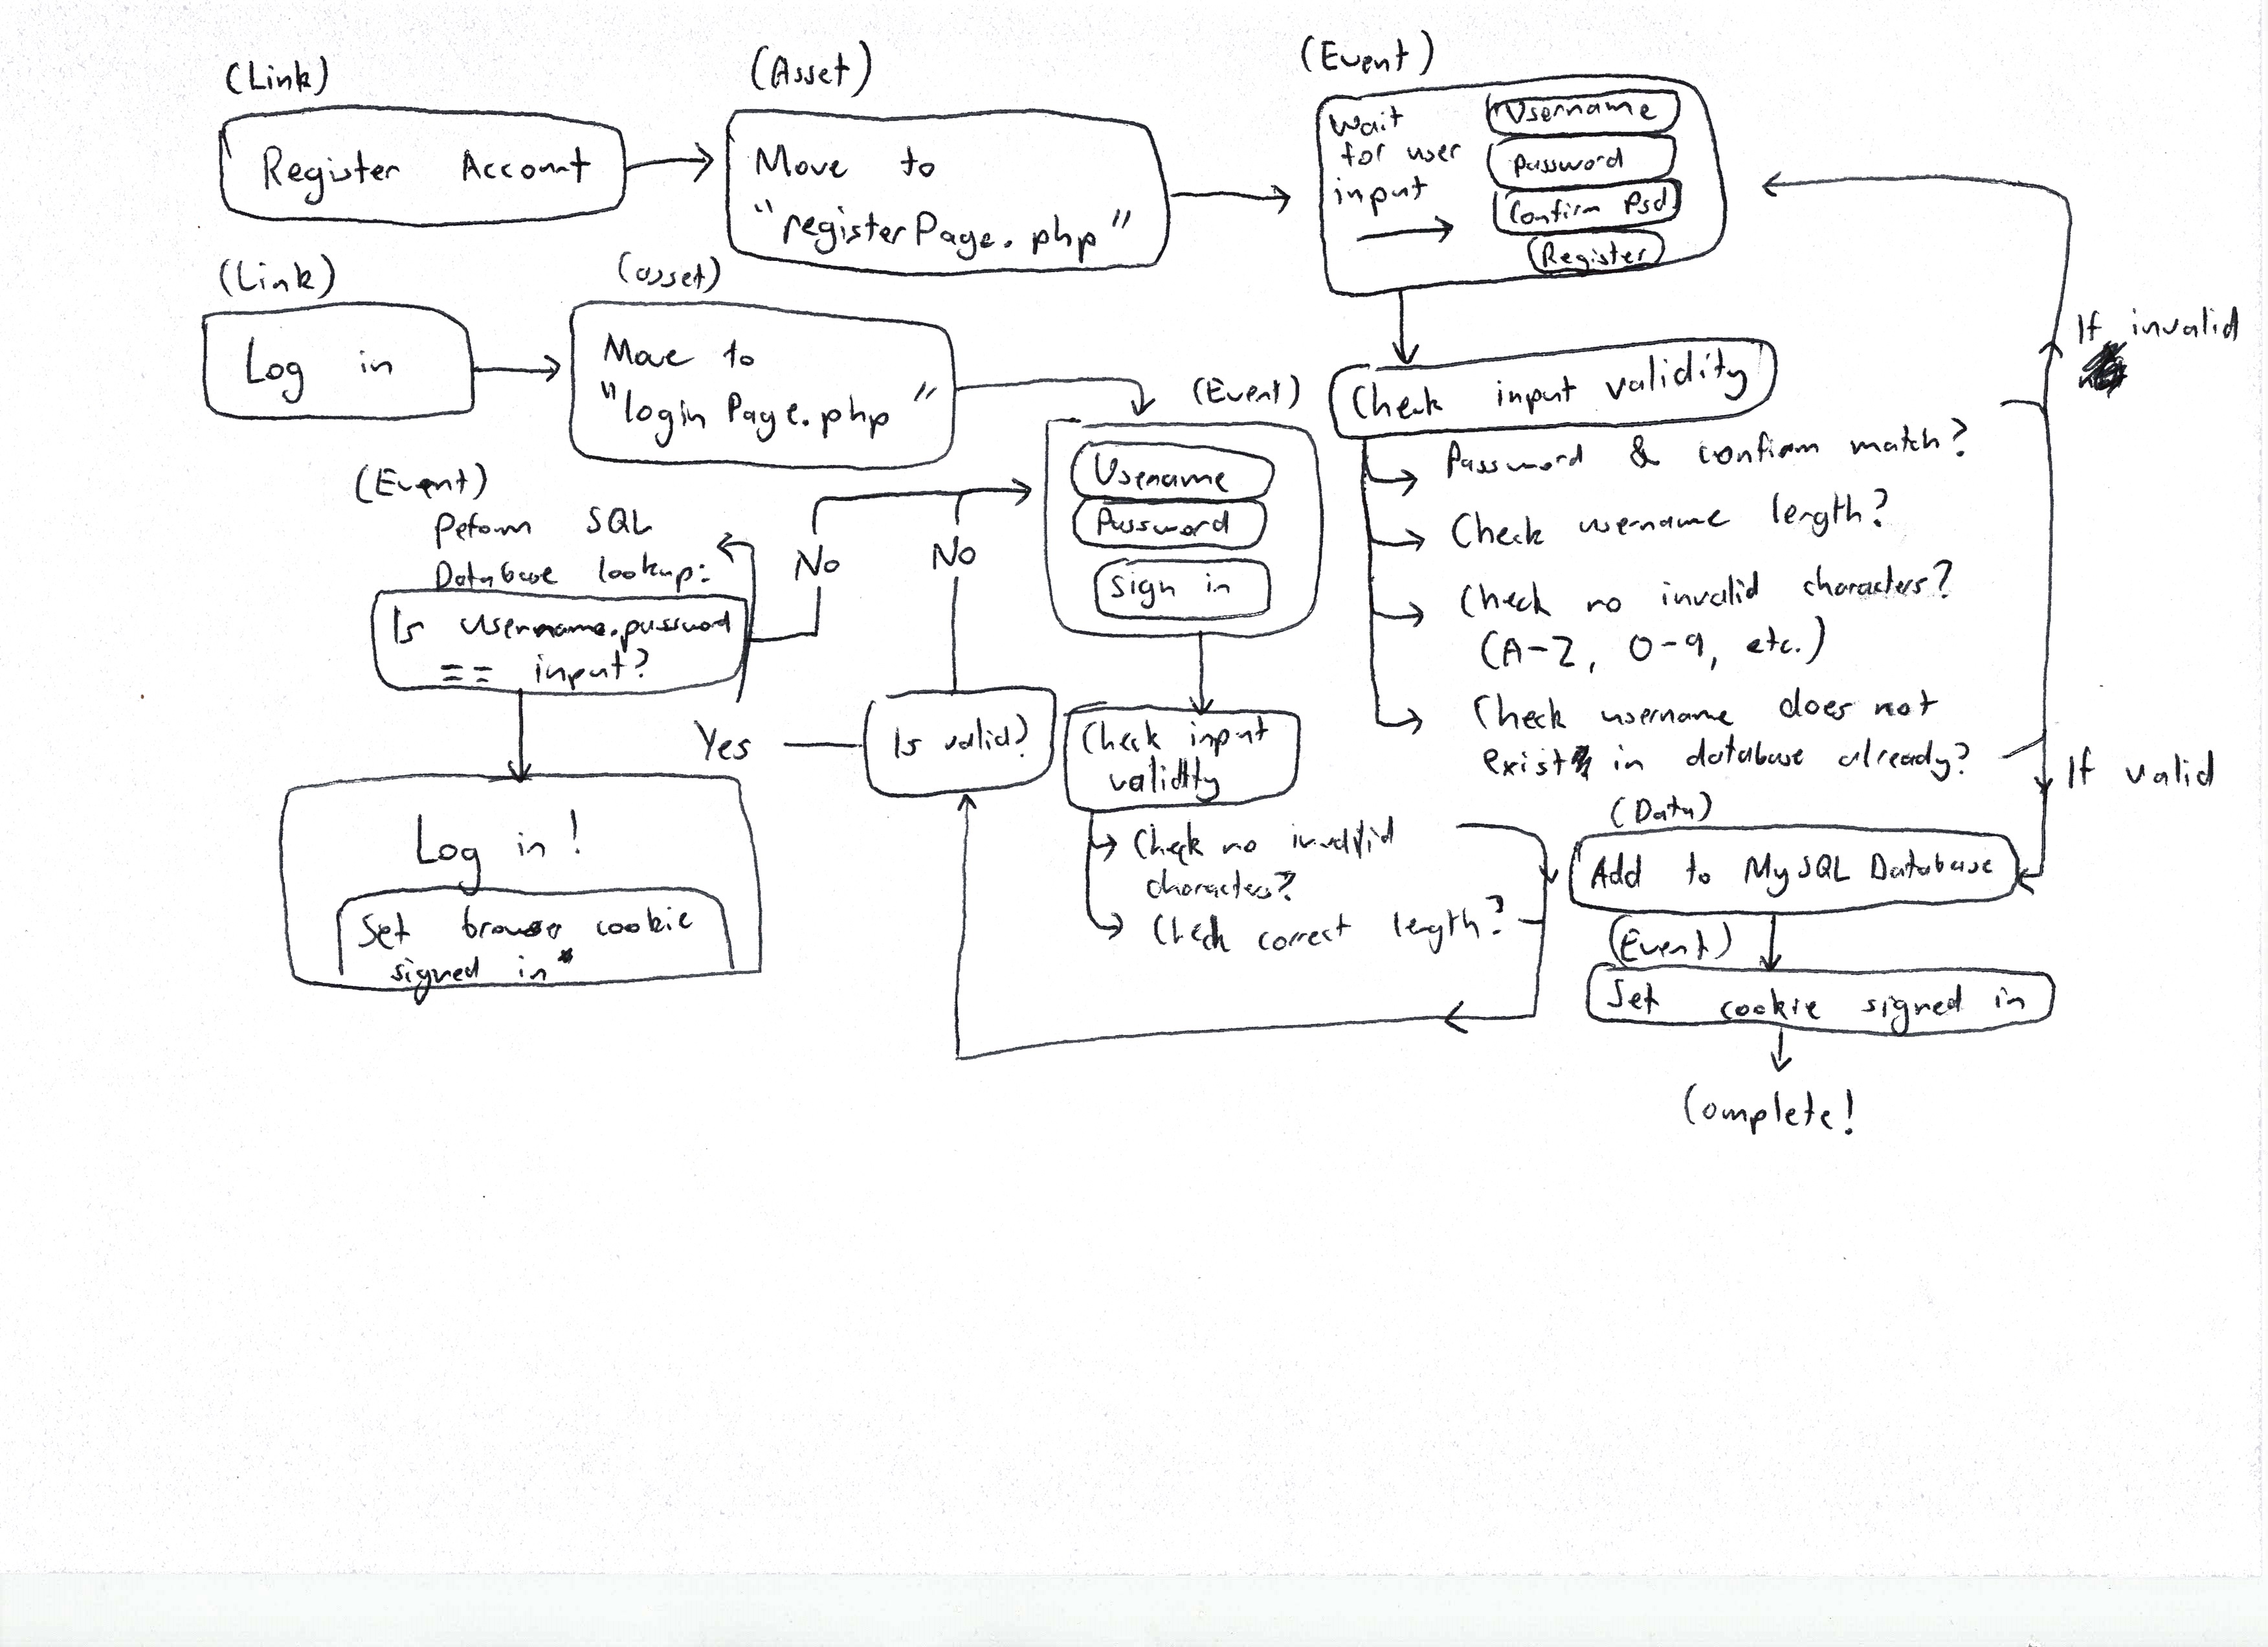 (Link)
Register Account
(Asset)
Move to
"registerPage.php"
(Event)
Wait
for user
input
Username
Password
Confirm Psd
(Register)
(Link)
Log in
(asset)
Move to
"login Page.php"
(Event)
Username
Password
Sign in
Check input
validity
Check no invalid
characters?
Check correct length?
Is valid?
No
Yes
(Event)
Peform SQL
Database lookup:
Is Username.password
== input?
No
Log in!
Set browser cookie
signed in*
Check input validity
Password & confirm match?
Check username length?
Check no invalid characters?
(A-Z, 0-9, etc.)
Check username does not
exist in database already?
If invalid
If valid
(Data)
Add to MySQL Database
(Event)
Set cookie signed in
Complete!